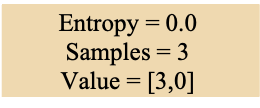 Entropy = 0.0
Samples = 3
Value = [3,0]